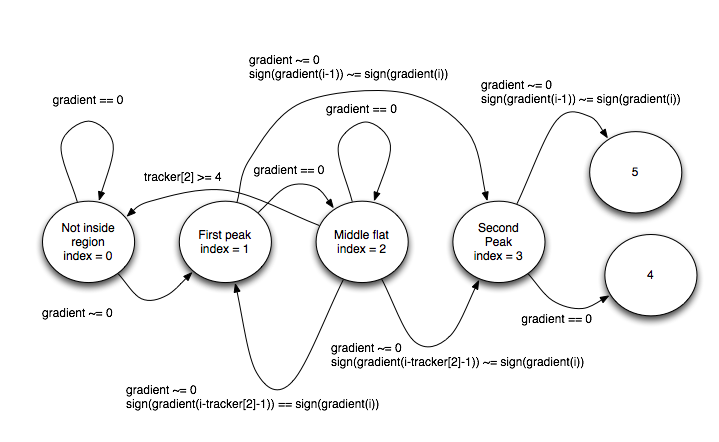 gradient ~= 0
sign(gradient(i-1)) ~= sign(gradient(i))
gradient == 0
gradient == 0
gradient ~= 0
sign(gradient(i-1)) ~= sign(gradient(i))
tracker[2] >= 4
gradient == 0
5
Not inside
region
index = 0
First peak
index = 1
Middle flat
index = 2
Second
Peak
index = 3
4
gradient ~= 0
gradient == 0
gradient ~= 0
sign(gradient(i-tracker[2]-1)) ~= sign(gradient(i))
gradient ~= 0
sign(gradient(i-tracker[2]-1)) == sign(gradient(i))